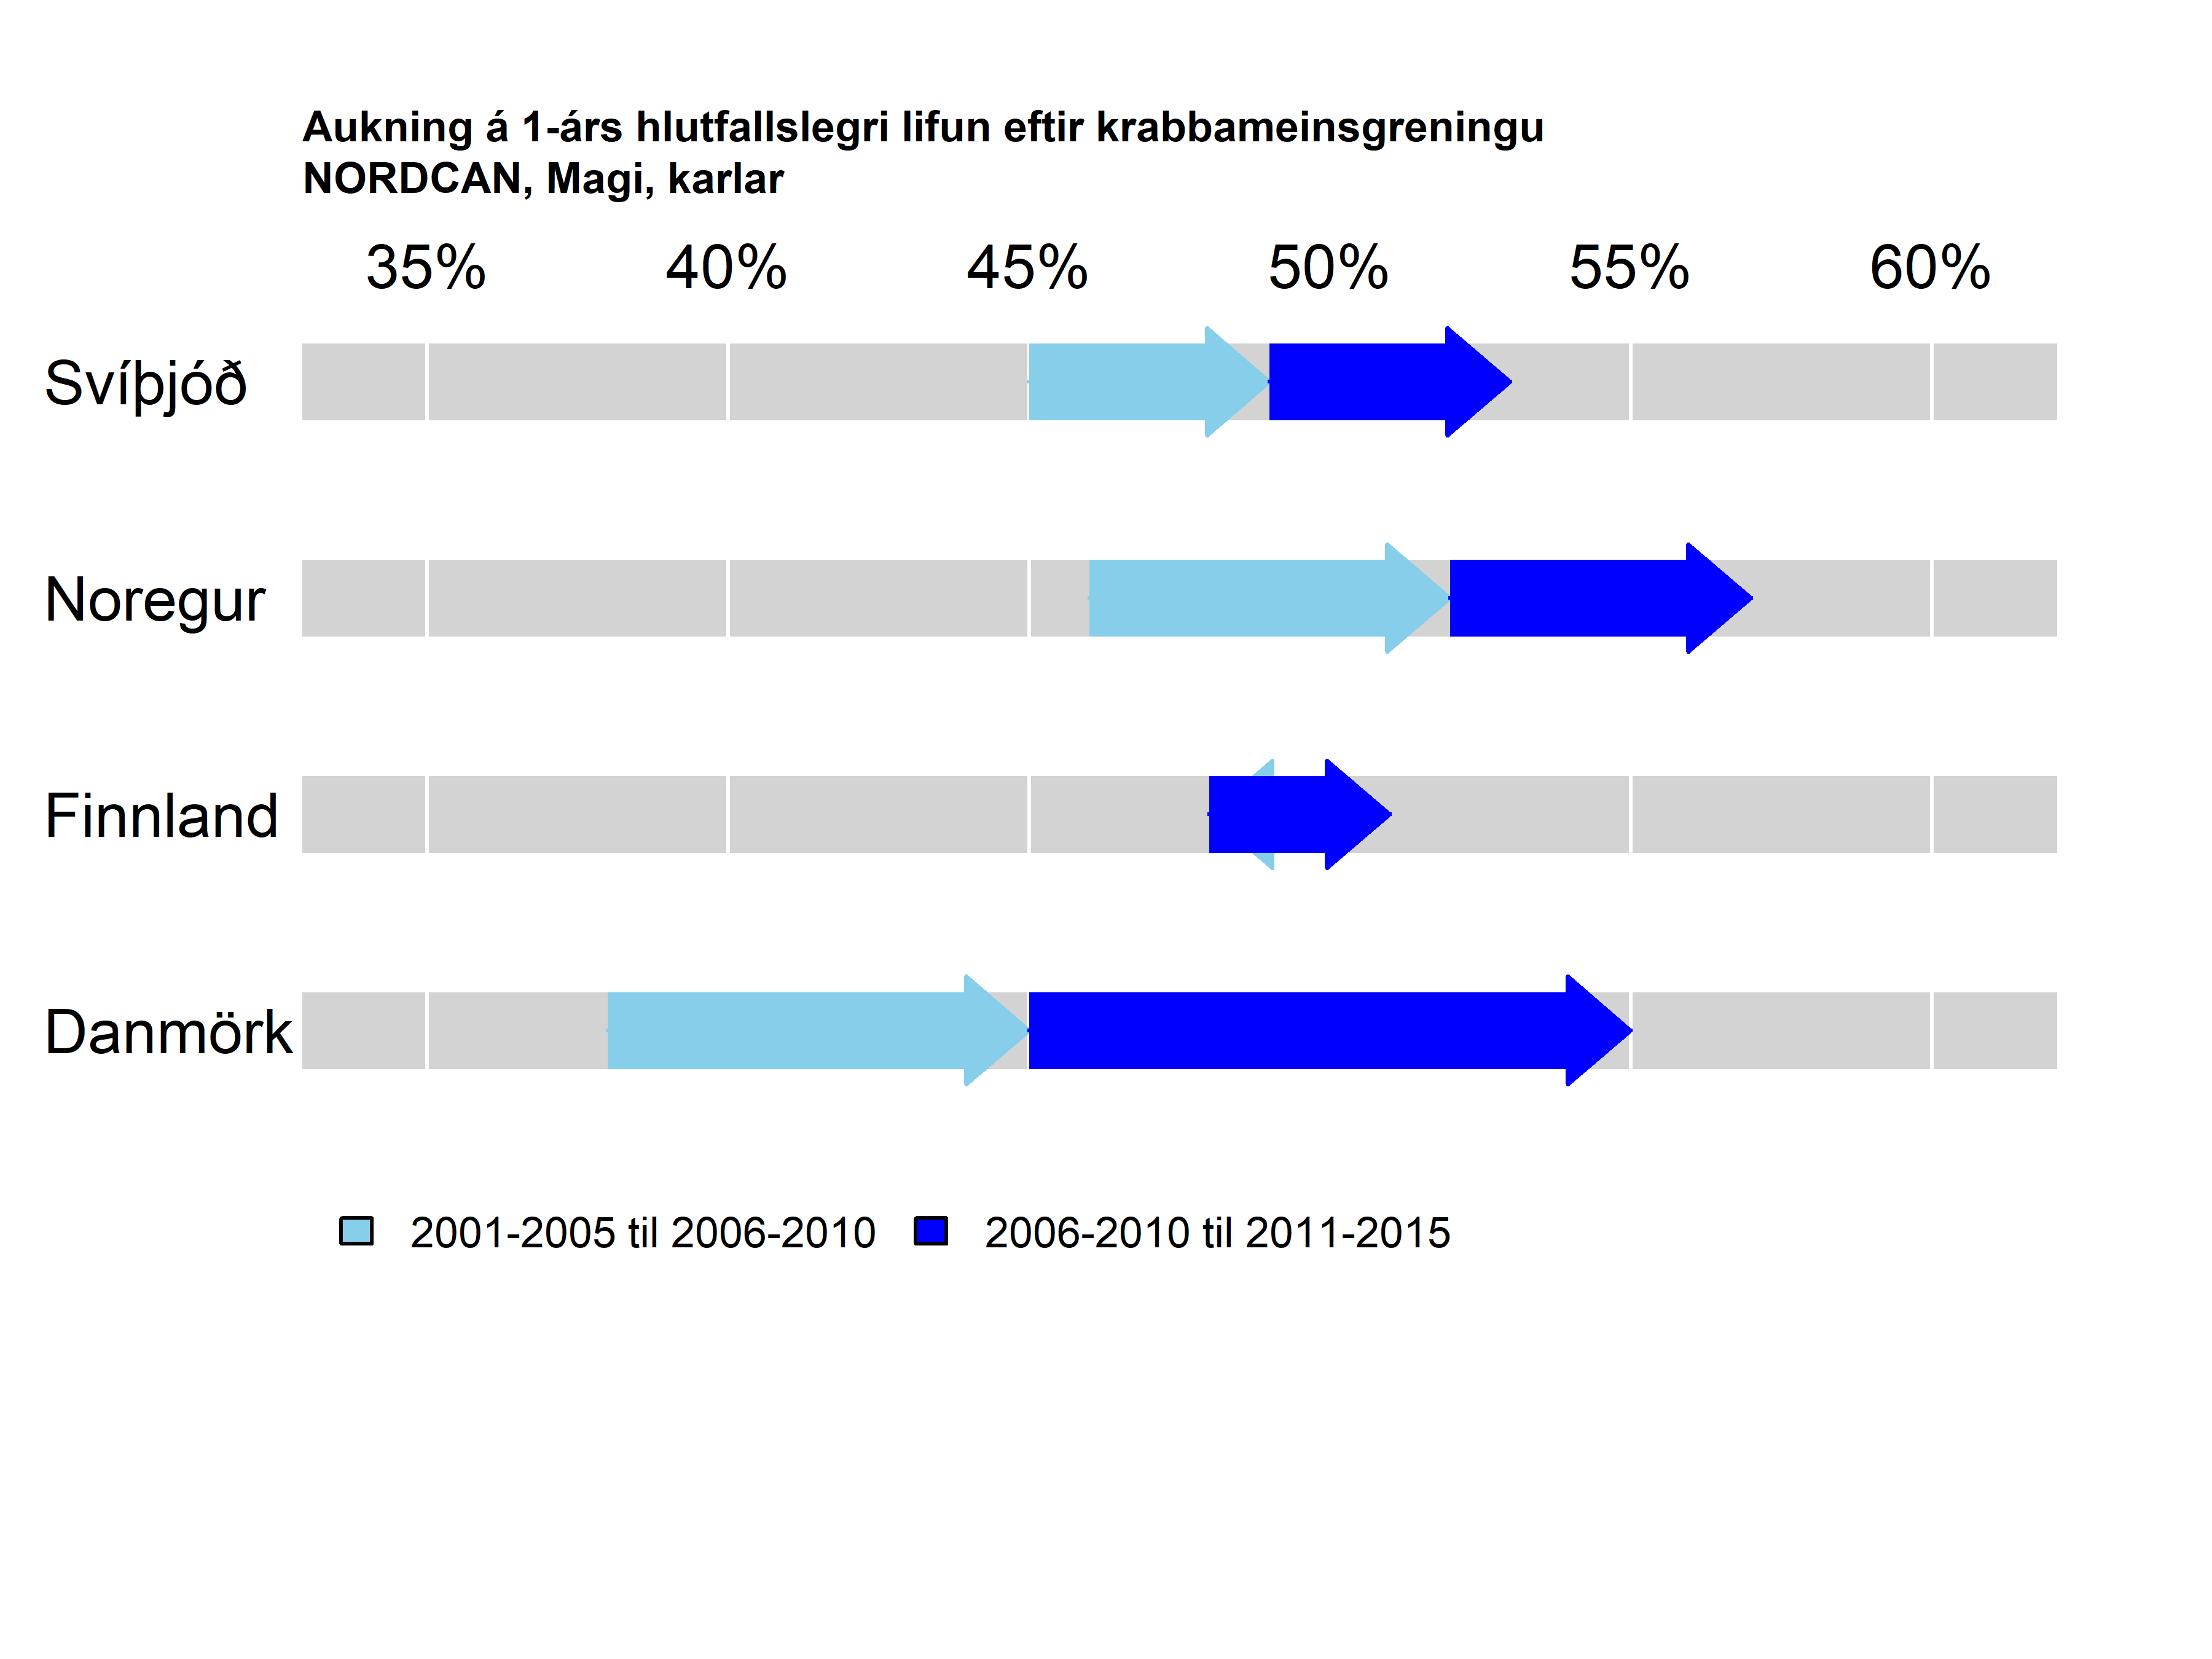 Aukning á 1-árs hlutfallslegri lifun eftir krabbameinsgreningu
NORDCAN, Magi, karlar
35% 40% 45% 50% 55% 60%
Svíþjóð
Noregur
Finnland
Danmörk
2001-2005 til 2006-2010 2006-2010 til 2011-2015